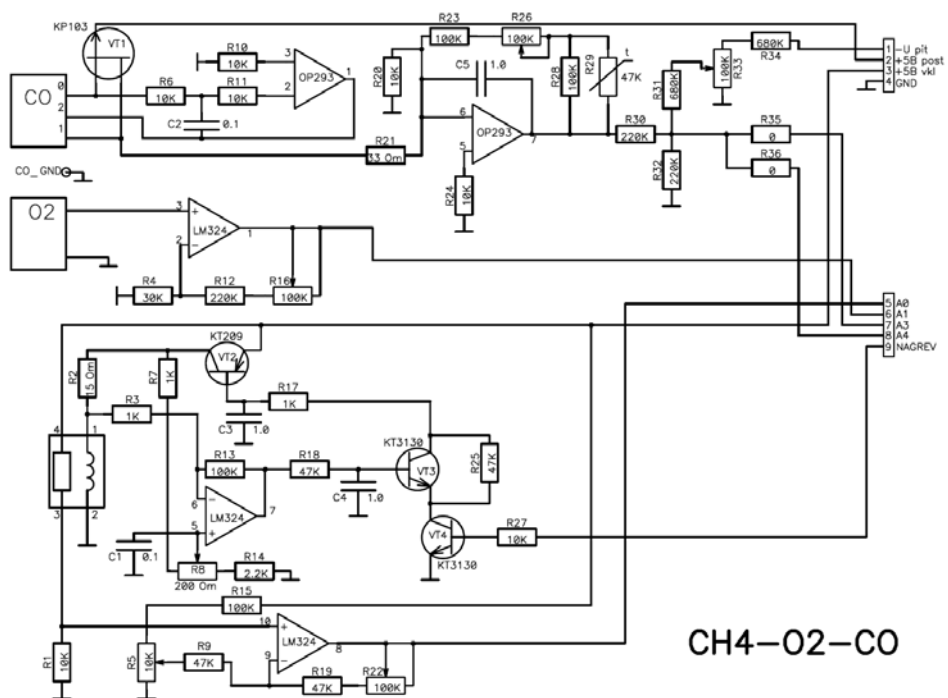 KP103
VT1
R23
100K
R26
100K
680K
R34
1 -U pit
2 +5B post
3 +5B vkl
4 GND
R10
10K
3
OP293
1
2
R20
10K
C5 1.0
R28
100K
R29
t
47K
R31
680K
100K
R33
CO
0
2
1
R6
10K
R11
10K
C2
0.1
6
OP293
7
5
R30
220K
R35
0
R36
0
R21
33 Om
R24
10K
R32
220K
CO_GND
O2
3
+
LM324
1
2
−
R4
30K
R12
220K
R16
100K
5 A0
6 A1
7 A3
8 A4
9 NAGREV
KT209
VT2
R2
15 Om
R7
1K
R3
1K
R17
1K
C3
1.0
4
1
3
2
R13
100K
R18
47K
KT3130
VT3
R25
47K
6
−
LM324
7
5
+
C4
1.0
VT4
KT3130
R27
10K
C1
0.1
R8
200 Om
R14
2.2K
R15
100K
10
+
LM324
8
9
−
R1
10K
R5
10K
R9
47K
R19
47K
R22
100K
CH4-O2-CO